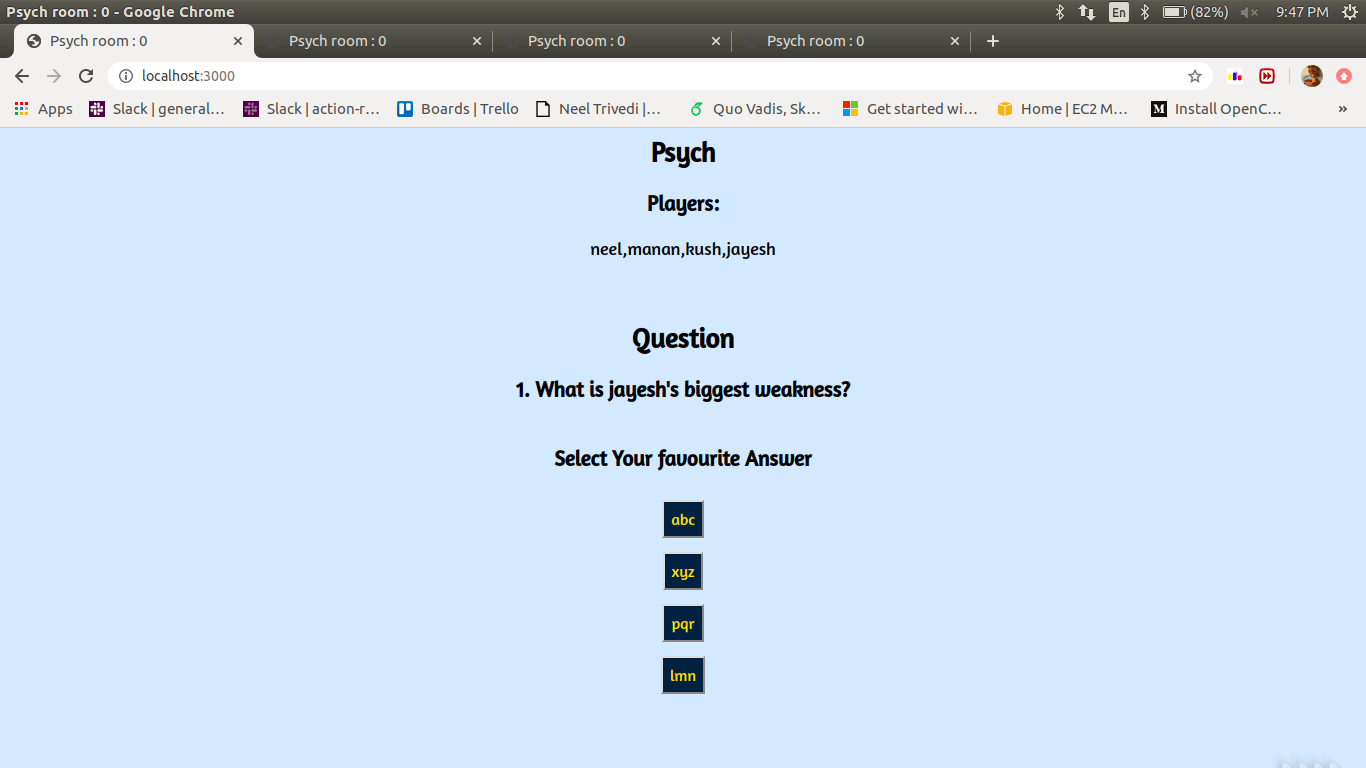 Psych room : 0 - Google Chrome En (82%) 9:47 PM
Psych room : 0 Psych room : 0 Psych room : 0 Psych room : 0
localhost:3000
Apps Slack | general... Slack | action-r... Boards | Trello Neel Trivedi |... Quo Vadis, Sk... Get started wi... Home | EC2 M... M Install OpenC... »
Psych
Players:
neel,manan,kush,jayesh
Question
1. What is jayesh's biggest weakness?
Select Your favourite Answer
abc
xyz
pqr
lmn